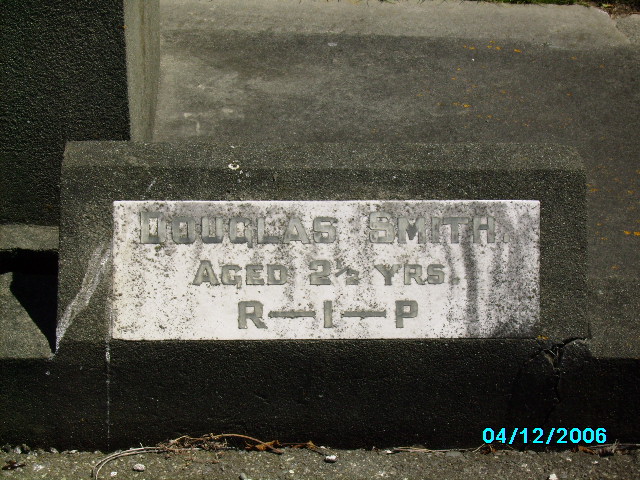 DOUGLAS SMITH.
AGED 2½ YRS.
R—I—P
04/12/2006